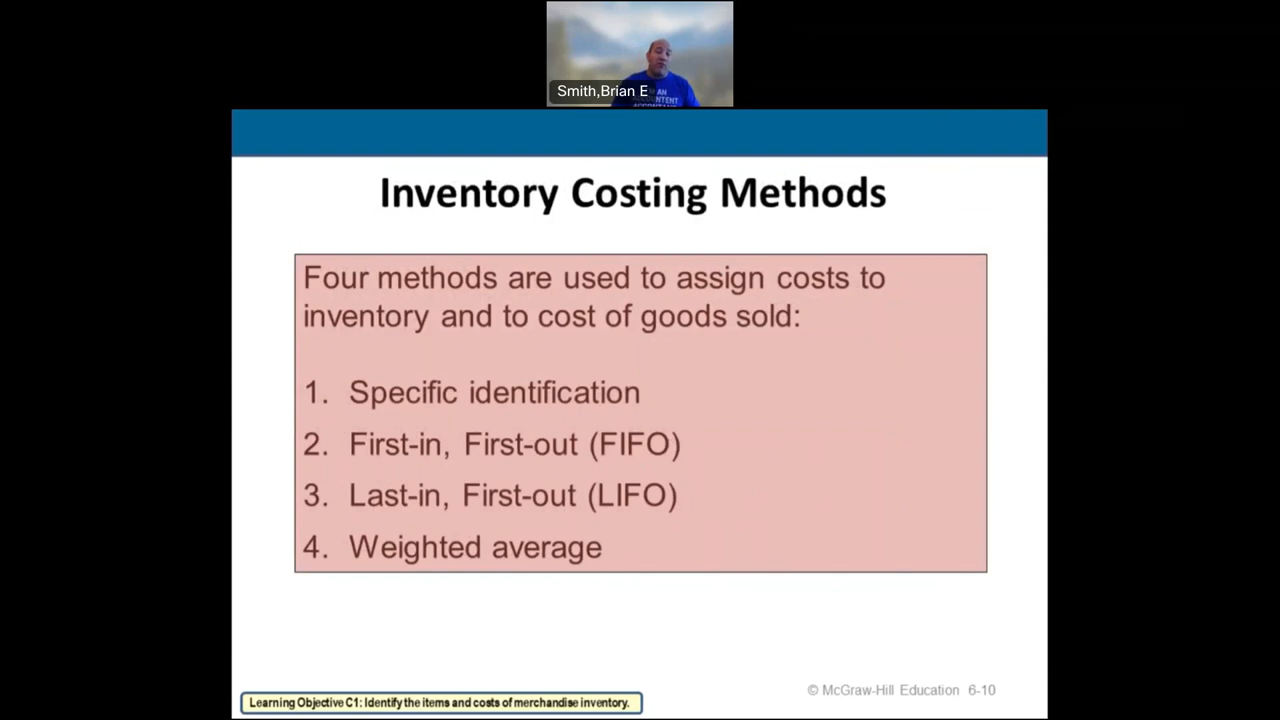 Smith,Brian E
AN
ACCOUNTANT
Inventory Costing Methods
Four methods are used to assign costs to
inventory and to cost of goods sold:
1. Specific identification
2. First-in, First-out (FIFO)
3. Last-in, First-out (LIFO)
4. Weighted average
© McGraw-Hill Education 6-10
Learning Objective C1: Identify the items and costs of merchandise inventory.